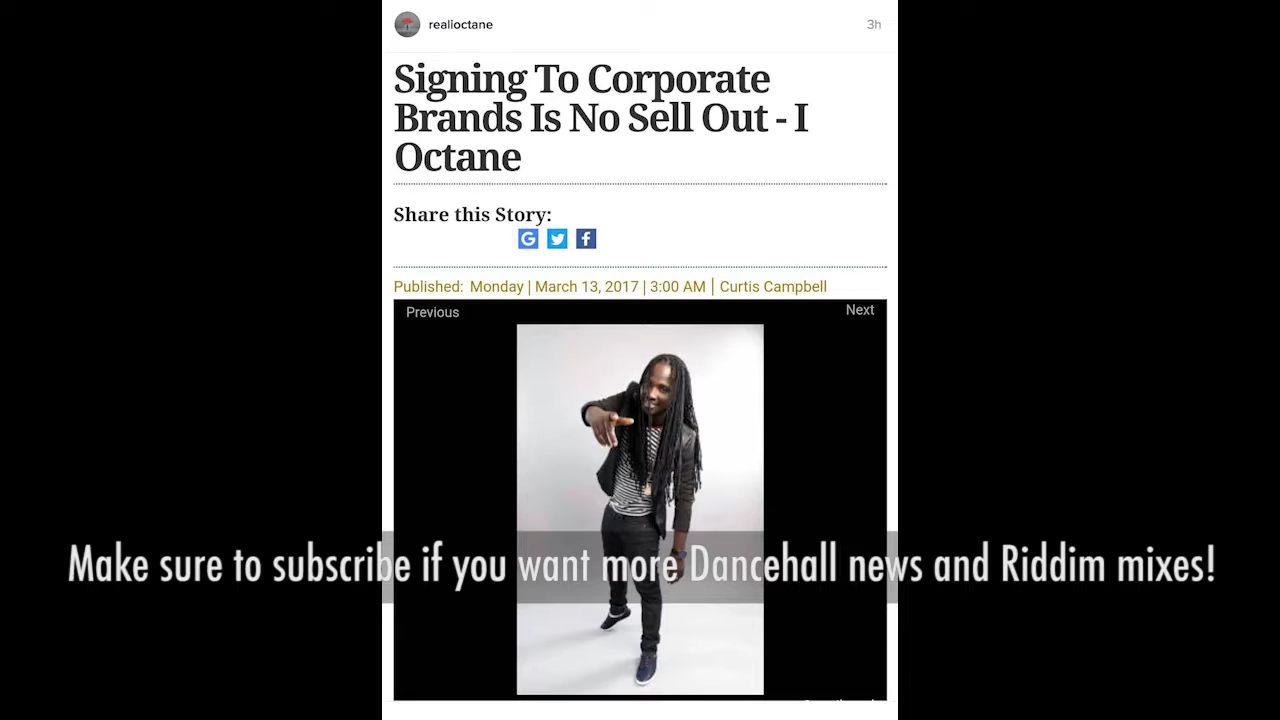 realioctane
3h
Signing To Corporate
Brands Is No Sell Out - I
Octane
Share this Story:
Published: Monday | March 13, 2017 | 3:00 AM | Curtis Campbell
Previous
Next
Make sure to subscribe if you want more Dancehall news and Riddim mixes!